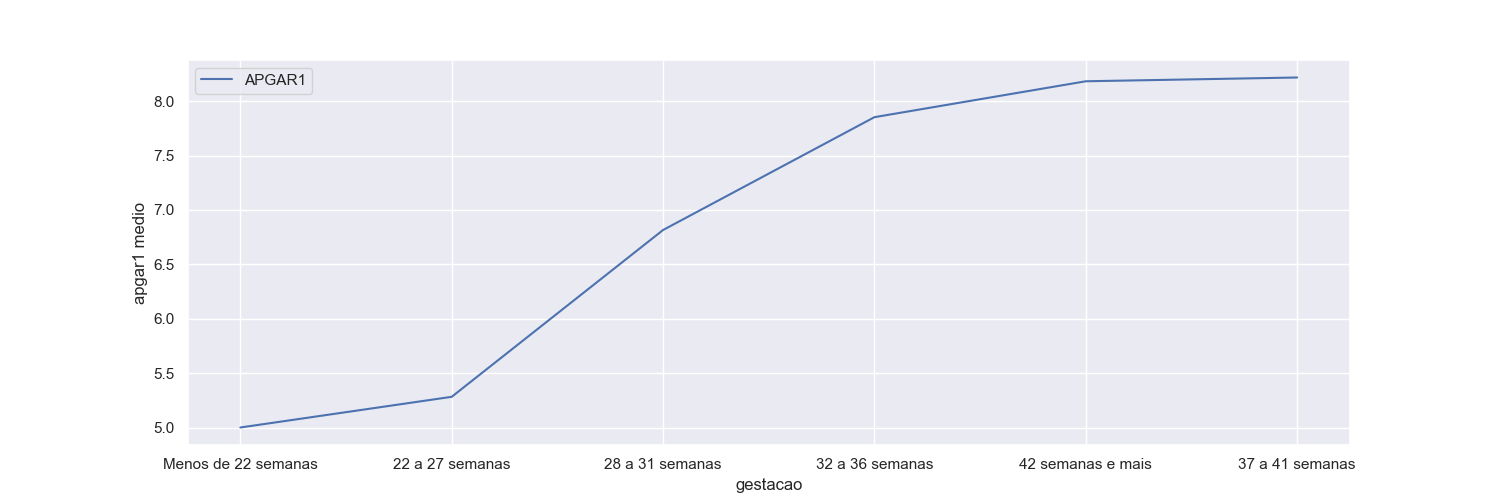 APGAR1
8.0
7.5
7.0
6.5
6.0
5.5
5.0
apgar1 medio
Menos de 22 semanas
22 a 27 semanas
28 a 31 semanas
32 a 36 semanas
42 semanas e mais
37 a 41 semanas
gestacao